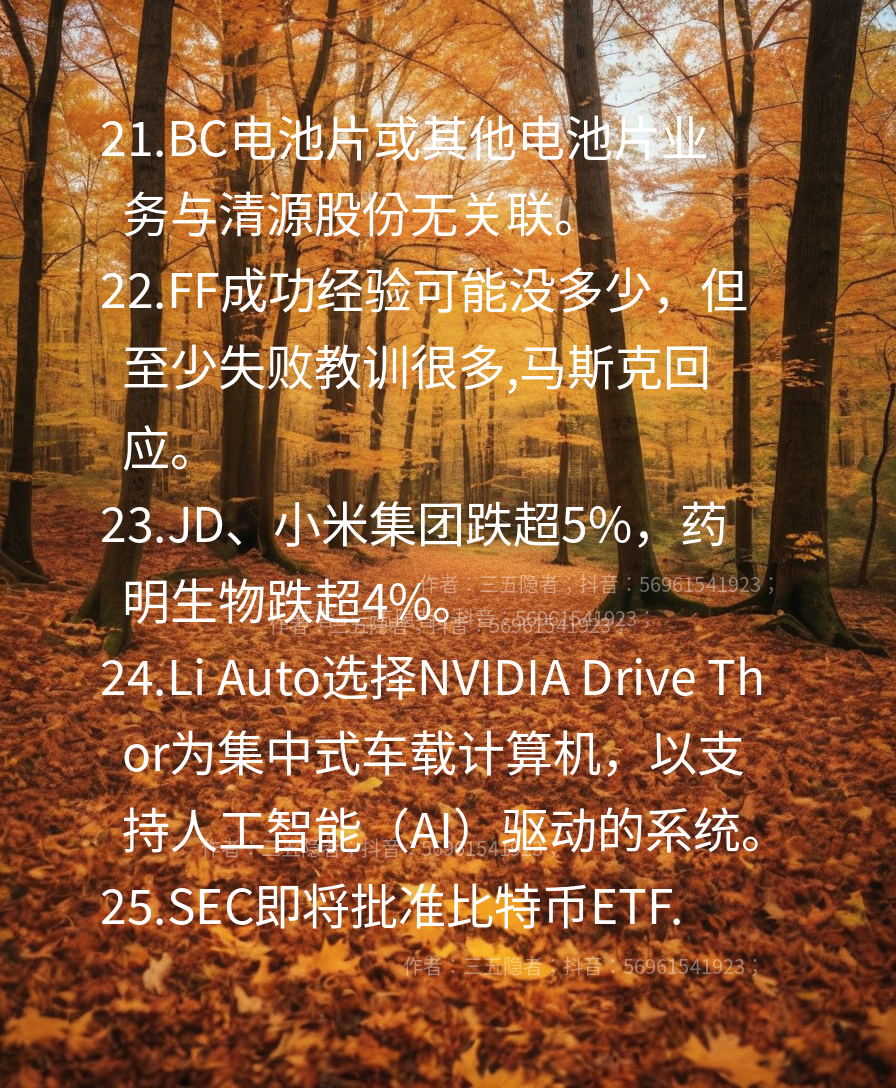 21.BC电池片或其他电池片业
务与清源股份无关联。
22.FF成功经验可能没多少，但
至少失败教训很多,马斯克回
应。
23.JD、小米集团跌超5%，药
明生物跌超4%。
作者：三五隐者；抖音：56961541923；
作者：三五隐者；抖音：56961541923；
24.Li Auto选择NVIDIA Drive Th
or为集中式车载计算机，以支
持人工智能（AI）驱动的系统。
作者：三五隐者；抖音：56961541923；
25.SEC即将批准比特币ETF.
作者：三五隐者；抖音：56961541923；